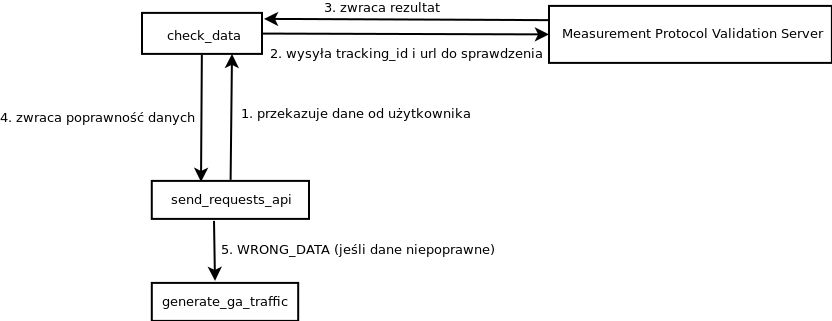 3. zwraca rezultat
check_data
Measurement Protocol Validation Server
2. wysyła tracking_id i url do sprawdzenia
4. zwraca poprawność danych
1. przekazuje dane od użytkownika
send_requests_api
5. WRONG_DATA (jeśli dane niepoprawne)
generate_ga_traffic